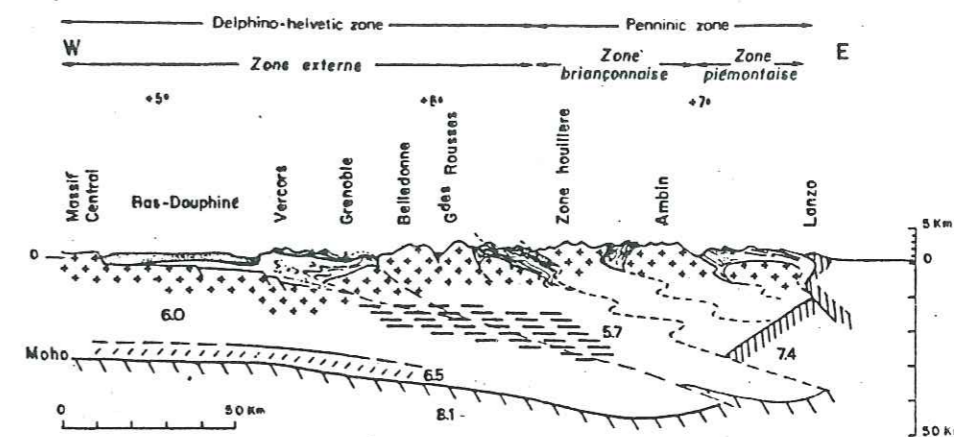 Delphino-helvetic zone Penninic zone
W E
Zone externe Zone briançonnaise Zone piémontaise
+5° +6° +7°
Massif Central
Bas-Dauphiné
Vercors
Grenoble
Belledonne
Gdes Rousses
Zone houillere
Ambin
Lanzo
5 Km
0 0
6.0 5.7
7.4
Moho 6.5
8.1
0 50 Km
50 Km